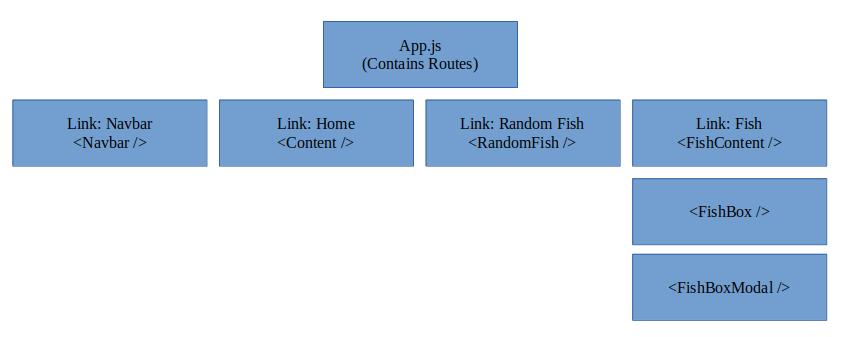 App.js
(Contains Routes)
Link: Navbar
<Navbar />
Link: Home
<Content />
Link: Random Fish
<RandomFish />
Link: Fish
<FishContent />
<FishBox />
<FishBoxModal />